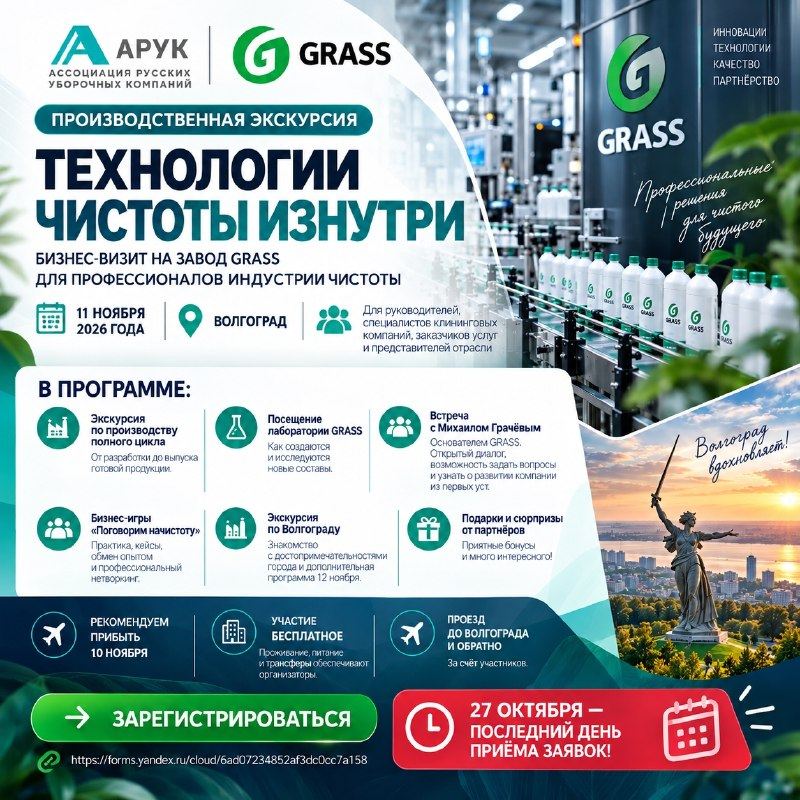 АРУК
АССОЦИАЦИЯ РУССКИХ
УБОРОЧНЫХ КОМПАНИЙ
GRASS
ИННОВАЦИИ
ТЕХНОЛОГИИ
КАЧЕСТВО
ПАРТНЁРСТВО
GRASS
Профессиональные
решения
для чистого
будущего
ПРОИЗВОДСТВЕННАЯ ЭКСКУРСИЯ
ТЕХНОЛОГИИ
ЧИСТОТЫ ИЗНУТРИ
БИЗНЕС-ВИЗИТ НА ЗАВОД GRASS
ДЛЯ ПРОФЕССИОНАЛОВ ИНДУСТРИИ ЧИСТОТЫ
11 НОЯБРЯ
2026 ГОДА
ВОЛГОГРАД
Для руководителей,
специалистов клининговых
компаний, заказчиков услуг
и представителей отрасли
GRASS
GRASS
GRASS
GRASS
GRASS
В ПРОГРАММЕ:
Экскурсия
по производству
полного цикла
От разработки до выпуска
готовой продукции.
Посещение
лаборатории GRASS
Как создаются
и исследуются
новые составы.
Встреча
с Михаилом Грачёвым
Основателем GRASS.
Открытый диалог,
возможность задать вопросы
и узнать о развитии компании
из первых уст.
Волгоград
вдохновляет!
Бизнес-игры
«Поговорим начистоту»
Практика, кейсы,
обмен опытом
и профессиональный
нетворкинг.
Экскурсия
по Волгограду
Знакомство
с достопримечательностями
города и дополнительная
программа 12 ноября.
Подарки и сюрпризы
от партнёров
Приятные бонусы
и много интересного!
РЕКОМЕНДУЕМ
ПРИБЫТЬ
10 НОЯБРЯ
УЧАСТИЕ
БЕСПЛАТНОЕ
Проживание, питание
и трансферы обеспечивают
организаторы.
ПРОЕЗД
ДО ВОЛГОГРАДА
И ОБРАТНО
За счёт участников.
ЗАРЕГИСТРИРОВАТЬСЯ
https://forms.yandex.ru/cloud/6ad07234852af3dc0cc7a158
27 ОКТЯБРЯ —
ПОСЛЕДНИЙ ДЕНЬ
ПРИЁМА ЗАЯВОК!